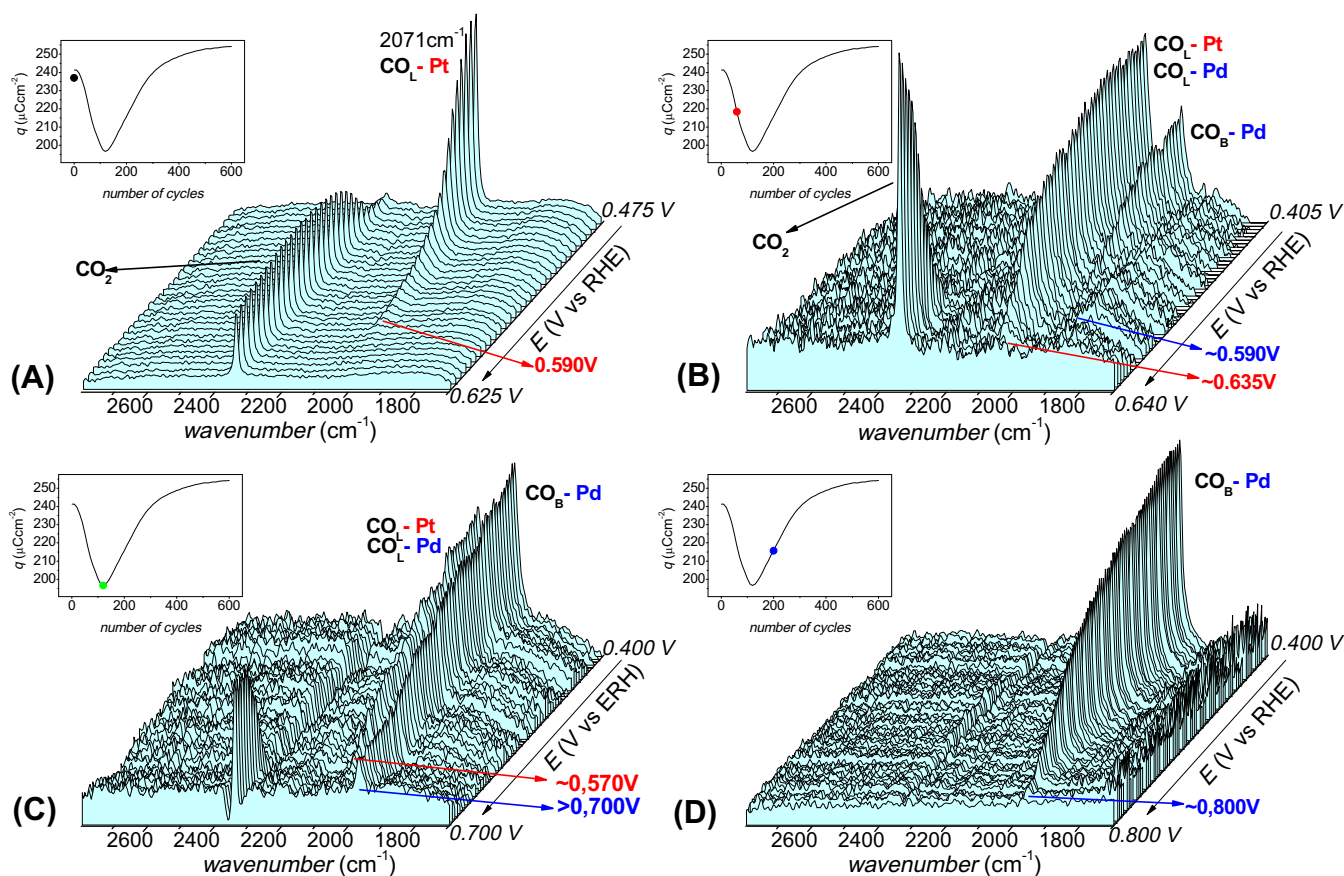 2071cm-1
COL- Pt
250
240
230
220
210
200
q (μCcm-2)
0 200 400 600
number of cycles
CO2
0.475 V
E (V vs RHE)
0.590V
0.625 V
(A)
2600 2400 2200 2000 1800
wavenumber (cm-1)
COL- Pt
COL- Pd
COB- Pd
250
240
230
220
210
200
q (μCcm-2)
0 200 400 600
number of cycles
CO2
0.405 V
E (V vs RHE)
~0.590V
~0.635V
0.640 V
(B)
2600 2400 2200 2000 1800
wavenumber (cm-1)
COB- Pd
COL- Pt
COL- Pd
250
240
230
220
210
200
q (μCcm-2)
0 200 400 600
number of cycles
0.400 V
E (V vs ERH)
~0,570V
>0,700V
0.700 V
(C)
2600 2400 2200 2000 1800
wavenumber (cm-1)
COB- Pd
250
240
230
220
210
200
q (μCcm-2)
0 200 400 600
number of cycles
0.400 V
E (V vs RHE)
~0,800V
0.800 V
(D)
2600 2400 2200 2000 1800
wavenumber (cm-1)